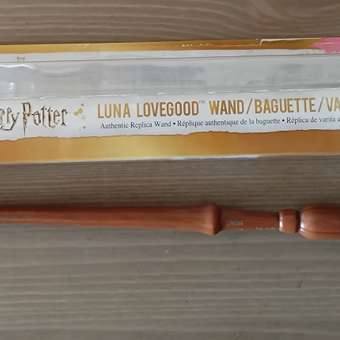 rry Potter
LUNA LOVEGOOD™ WAND/BAGUETTE/VA
Authentic Replica Wand • Réplique authentique de la baguette • Réplica de varita a